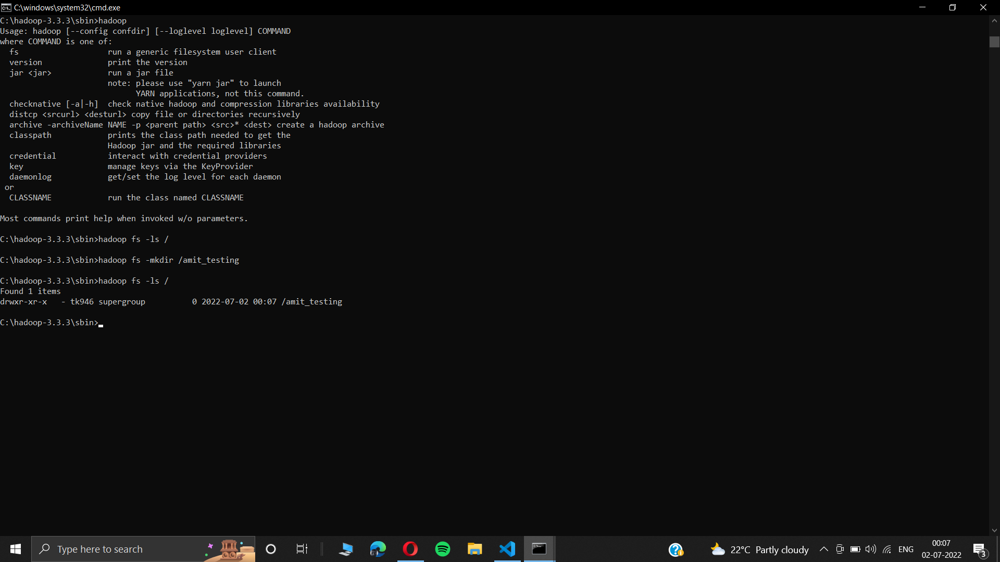 C:\windows\system32\cmd.exe
C:\hadoop-3.3.3\sbin>hadoop
Usage: hadoop [--config confdir] [--loglevel loglevel] COMMAND
where COMMAND is one of:
  fs                   run a generic filesystem user client
  version              print the version
  jar <jar>            run a jar file
                       note: please use "yarn jar" to launch
                             YARN applications, not this command.
  checknative [-a|-h]  check native hadoop and compression libraries availability
  distcp <srcurl> <desturl> copy file or directories recursively
  archive -archiveName NAME -p <parent path> <src>* <dest> create a hadoop archive
  classpath            prints the class path needed to get the
                       Hadoop jar and the required libraries
  credential           interact with credential providers
  key                  manage keys via the KeyProvider
  daemonlog            get/set the log level for each daemon
 or
  CLASSNAME            run the class named CLASSNAME

Most commands print help when invoked w/o parameters.

C:\hadoop-3.3.3\sbin>hadoop fs -ls /

C:\hadoop-3.3.3\sbin>hadoop fs -mkdir /amit_testing

C:\hadoop-3.3.3\sbin>hadoop fs -ls /
Found 1 items
drwxr-xr-x   - tk946 supergroup          0 2022-07-02 00:07 /amit_testing

C:\hadoop-3.3.3\sbin>
Type here to search
22°C Partly cloudy
ENG
00:07
02-07-2022
3